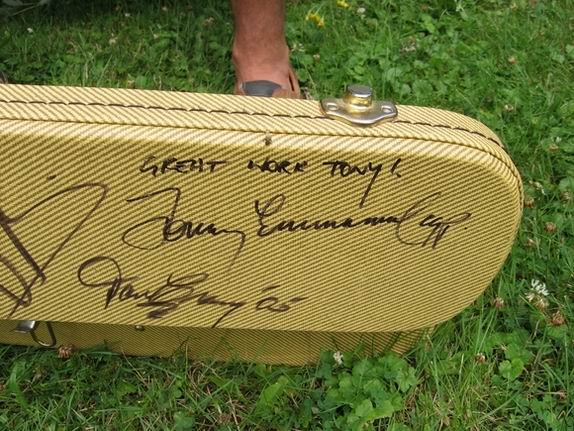 GREAT WORK TONY!
Tommy Emmanuel cgp.
'05